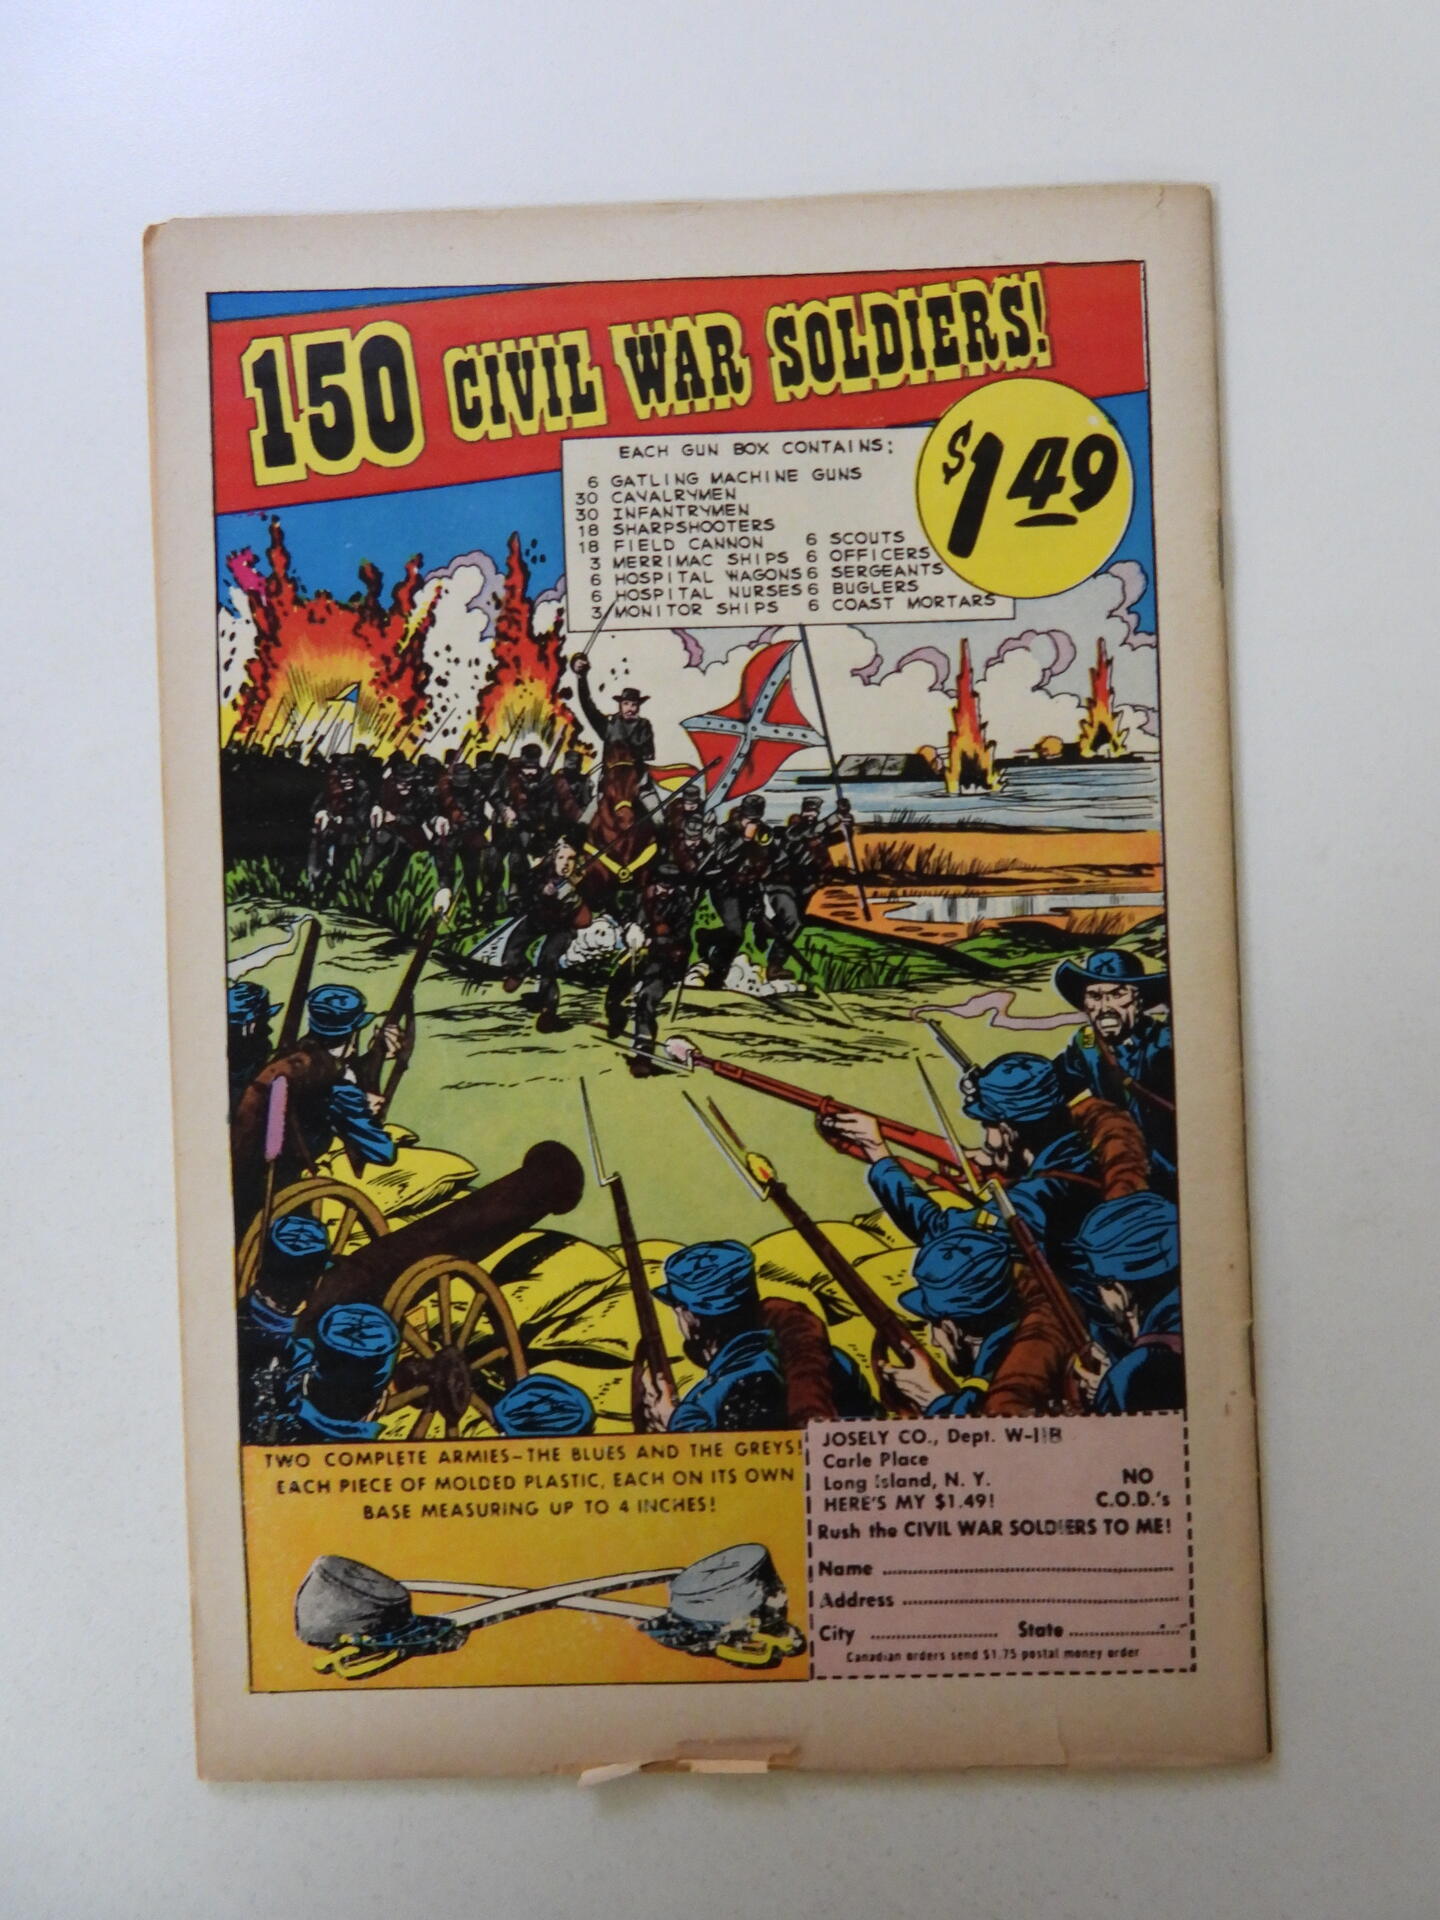 150 CIVIL WAR SOLDIERS!
$1.49
EACH GUN BOX CONTAINS:
6 GATLING MACHINE GUNS
30 CAVALRYMEN
30 INFANTRYMEN
18 SHARPSHOOTERS
18 FIELD CANNON 6 SCOUTS
3 MERRIMAC SHIPS 6 OFFICERS
6 HOSPITAL WAGONS 6 SERGEANTS
6 HOSPITAL NURSES 6 BUGLERS
3 MONITOR SHIPS 6 COAST MORTARS
TWO COMPLETE ARMIES-THE BLUES AND THE GREYS!
EACH PIECE OF MOLDED PLASTIC, EACH ON ITS OWN
BASE MEASURING UP TO 4 INCHES!
JOSELY CO., Dept. W-11B
Carle Place
Long Island, N. Y. NO
HERE'S MY $1.49! C.O.D.'s
Rush the CIVIL WAR SOLDIERS TO ME!
Name
Address
City State
Canadian orders send $1.75 postal money order